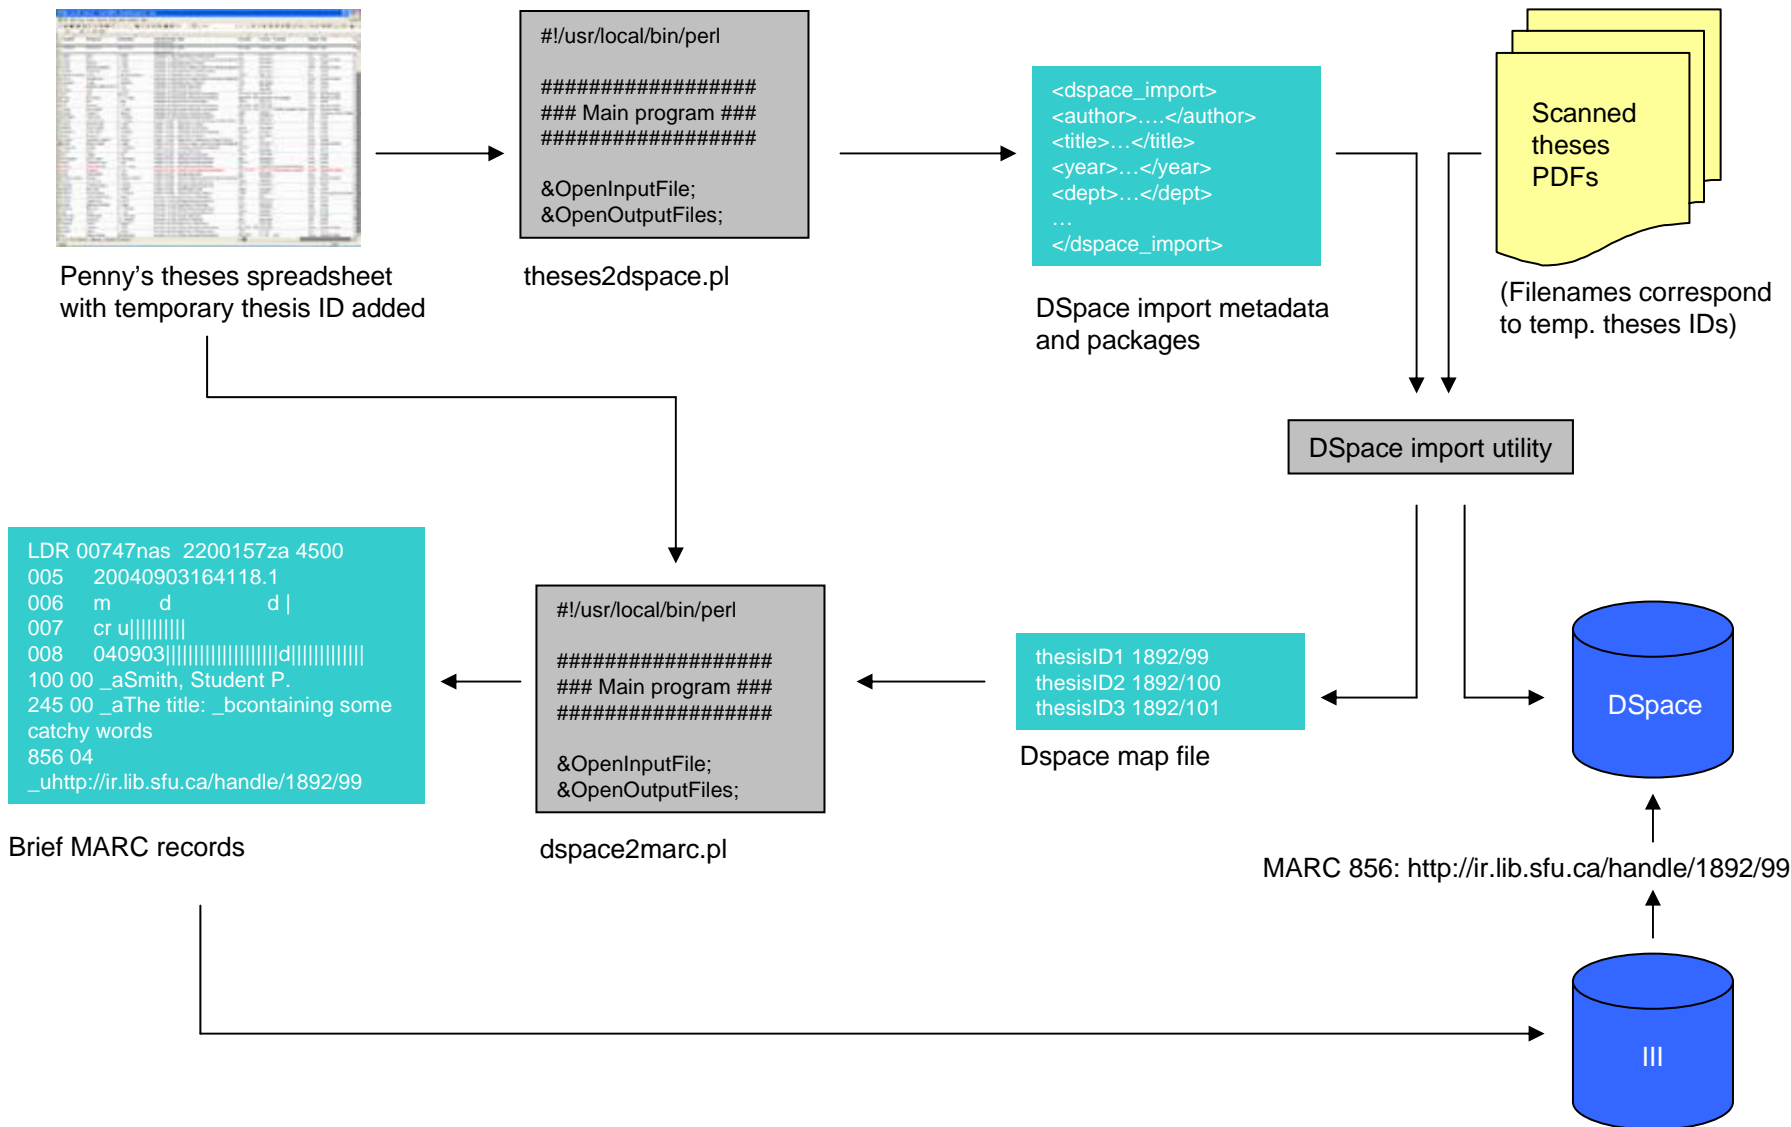 #!/usr/local/bin/perl
##################
### Main program ###
##################
&OpenInputFile;
&OpenOutputFiles;
<dspace_import>
<author>….</author>
<title>…</title>
<year>…</year>
<dept>…</dept>
…
</dspace_import>
Scanned
theses
PDFs
Penny’s theses spreadsheet
with temporary thesis ID added
theses2dspace.pl
DSpace import metadata
and packages
(Filenames correspond
to temp. theses IDs)
DSpace import utility
LDR 00747nas  2200157za 4500
005 20040903164118.1
006 m d d |
007 cr u||||||||||
008 040903||||||||||||||||||||d|||||||||||||
100 00 _aSmith, Student P.
245 00 _aThe title: _bcontaining some
catchy words
856 04
_uhttp://ir.lib.sfu.ca/handle/1892/99
Brief MARC records
#!/usr/local/bin/perl
##################
### Main program ###
##################
&OpenInputFile;
&OpenOutputFiles;
dspace2marc.pl
thesisID1 1892/99
thesisID2 1892/100
thesisID3 1892/101
Dspace map file
DSpace
MARC 856: http://ir.lib.sfu.ca/handle/1892/99
III